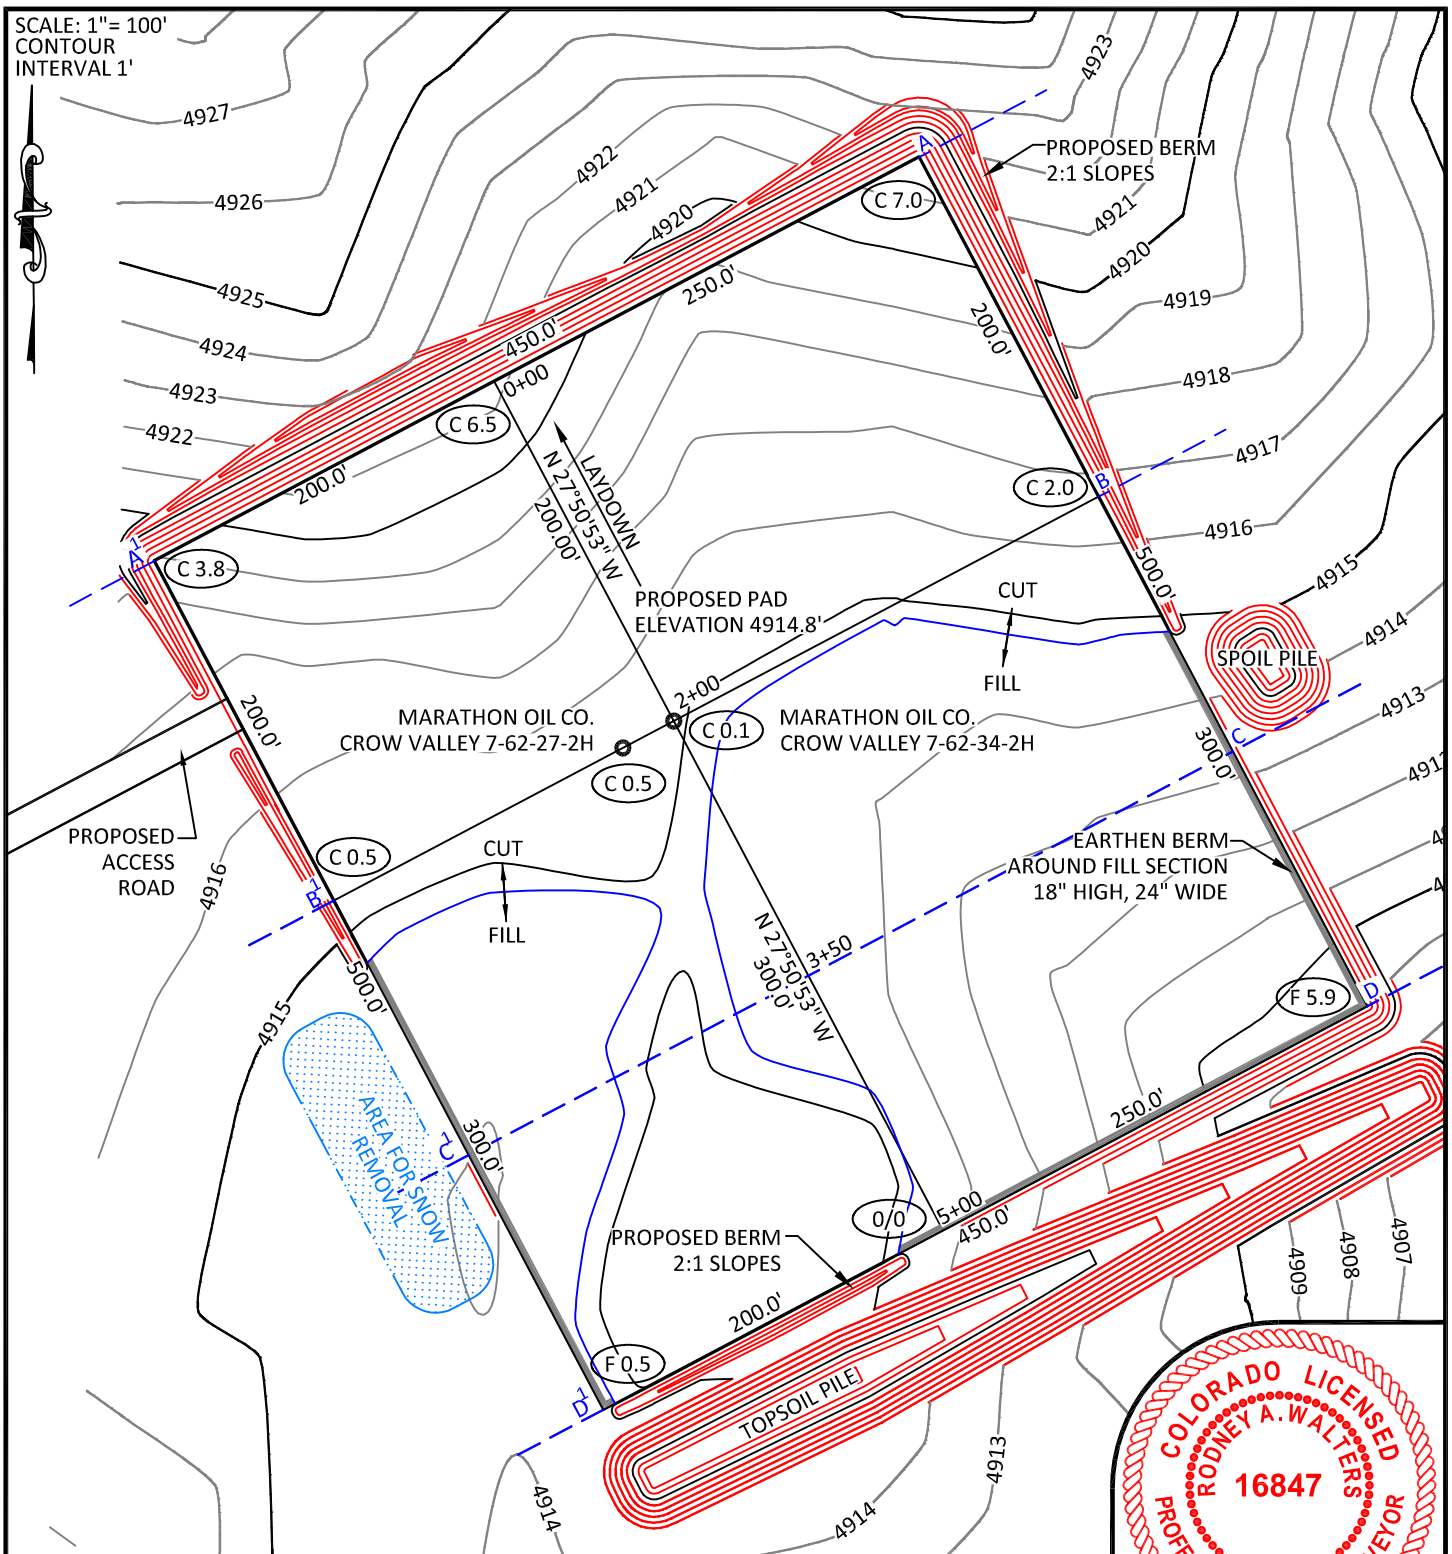 SCALE: 1"= 100'
CONTOUR
INTERVAL 1'
4927
4926
4925
4924
4923
4922
4922
4921
4920
4923
PROPOSED BERM
2:1 SLOPES
4921
4920
4919
4918
4917
4916
4915
4914
4913
A
C 7.0
250.0'
200.0'
450.0'
0+00
C 6.5
200.0'
1
A
C 3.8
LAYDOWN
N 27°50'53" W
200.00'
C 2.0
B
500.0'
CUT
FILL
PROPOSED PAD
ELEVATION 4914.8'
SPOIL PILE
2+00
MARATHON OIL CO.
CROW VALLEY 7-62-27-2H
C 0.1
MARATHON OIL CO.
CROW VALLEY 7-62-34-2H
C 0.5
200.0'
300.0'
C
PROPOSED
ACCESS
ROAD
4916
C 0.5
1
B
CUT
FILL
EARTHEN BERM
AROUND FILL SECTION
18" HIGH, 24" WIDE
N 27°50'53" W
300.0'
3+50
500.0'
4915
F 5.9
D
AREA FOR SNOW
REMOVAL
1
C
300.0'
250.0'
0/0
5+00
450.0'
PROPOSED BERM
2:1 SLOPES
200.0'
F 0.5
1
D
TOPSOIL PILE
4909
4908
4907
4914
4914
4913
COLORADO LICENSED
RODNEY A. WALTERS
16847